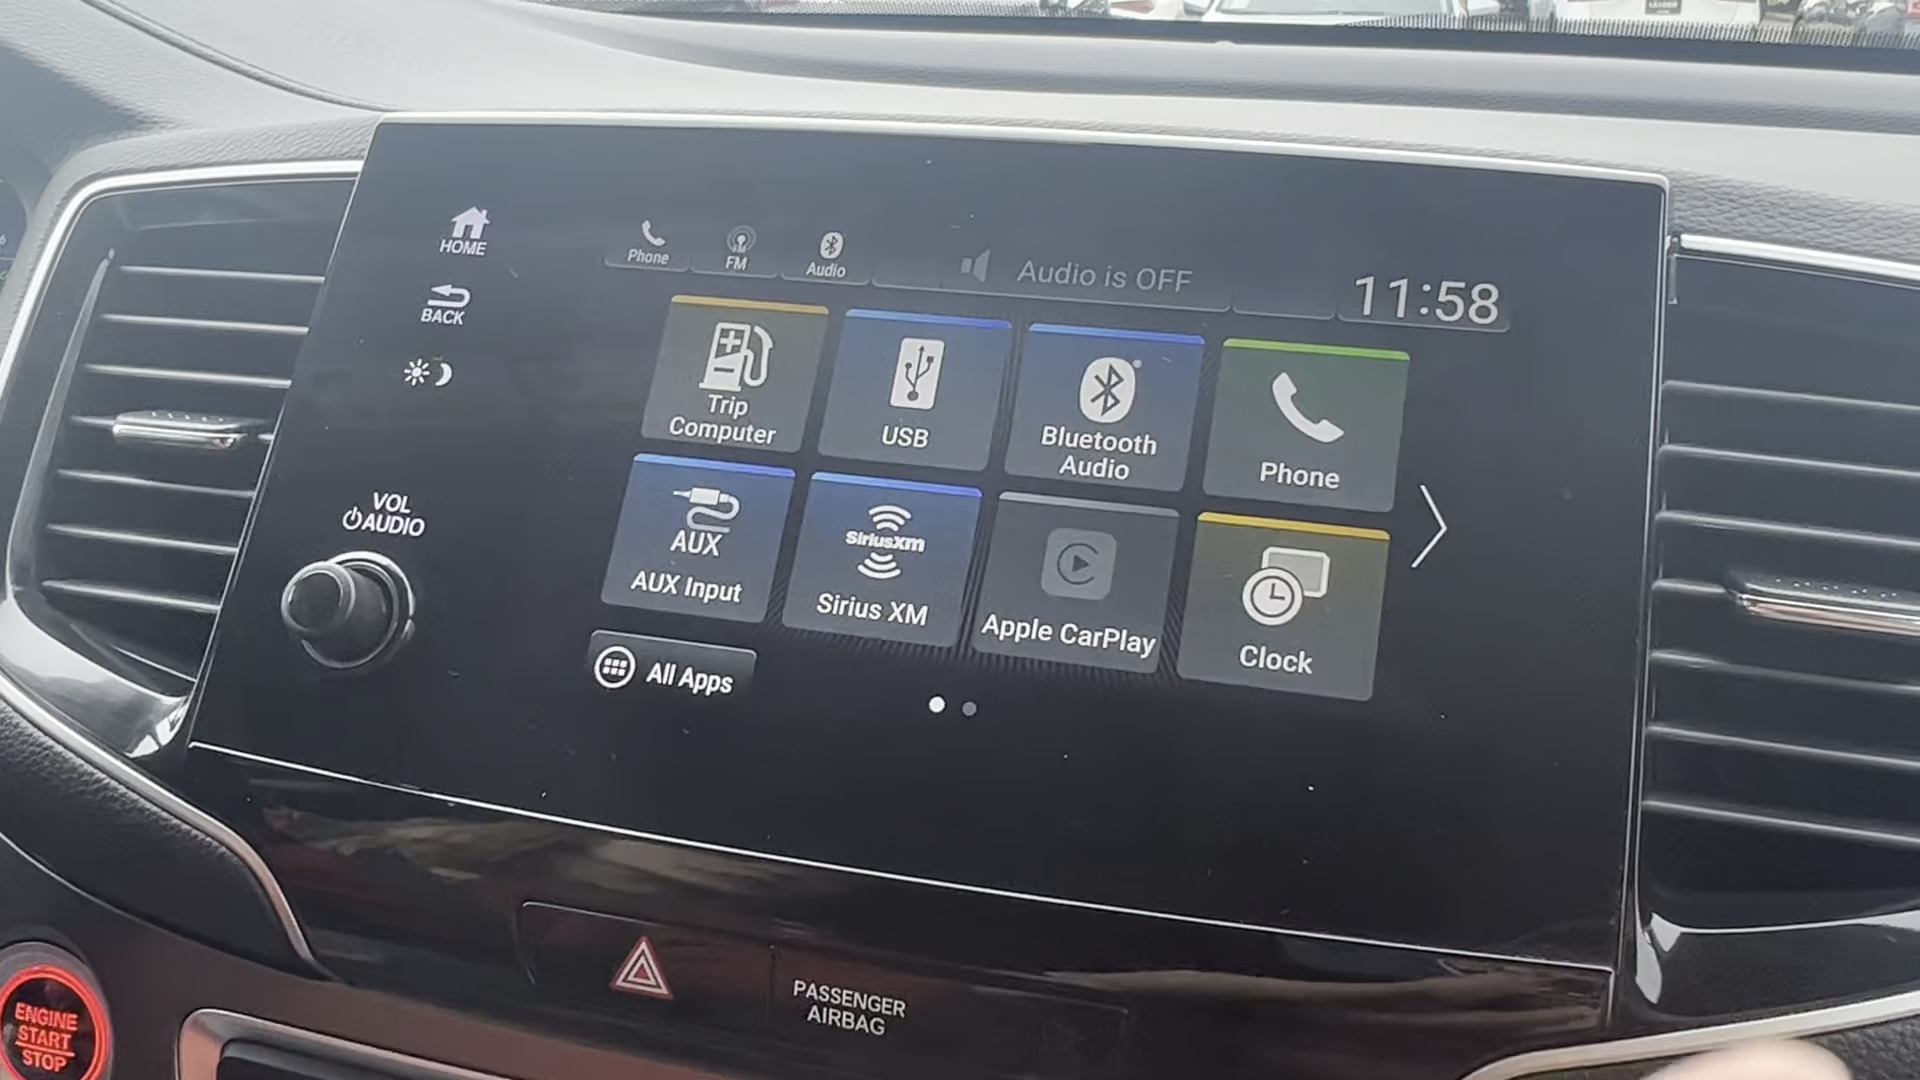 LEADER
HOME
BACK
VOL
AUDIO
Phone
FM
Audio
Audio is OFF
11:58
Trip
Computer
USB
Bluetooth
Audio
Phone
AUX
AUX Input
SiriusXM
Sirius XM
Apple CarPlay
Clock
All Apps
PASSENGER
AIRBAG
ENGINE
START
STOP